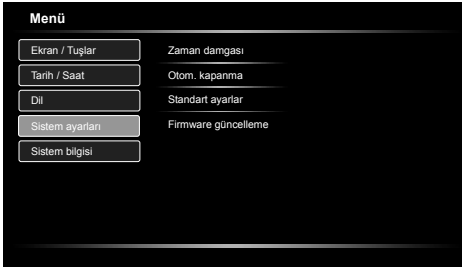 Menü
Ekran / Tuşlar
Zaman damgası
Tarih / Saat
Otom. kapanma
Dil
Standart ayarlar
Sistem ayarları
Firmware güncelleme
Sistem bilgisi